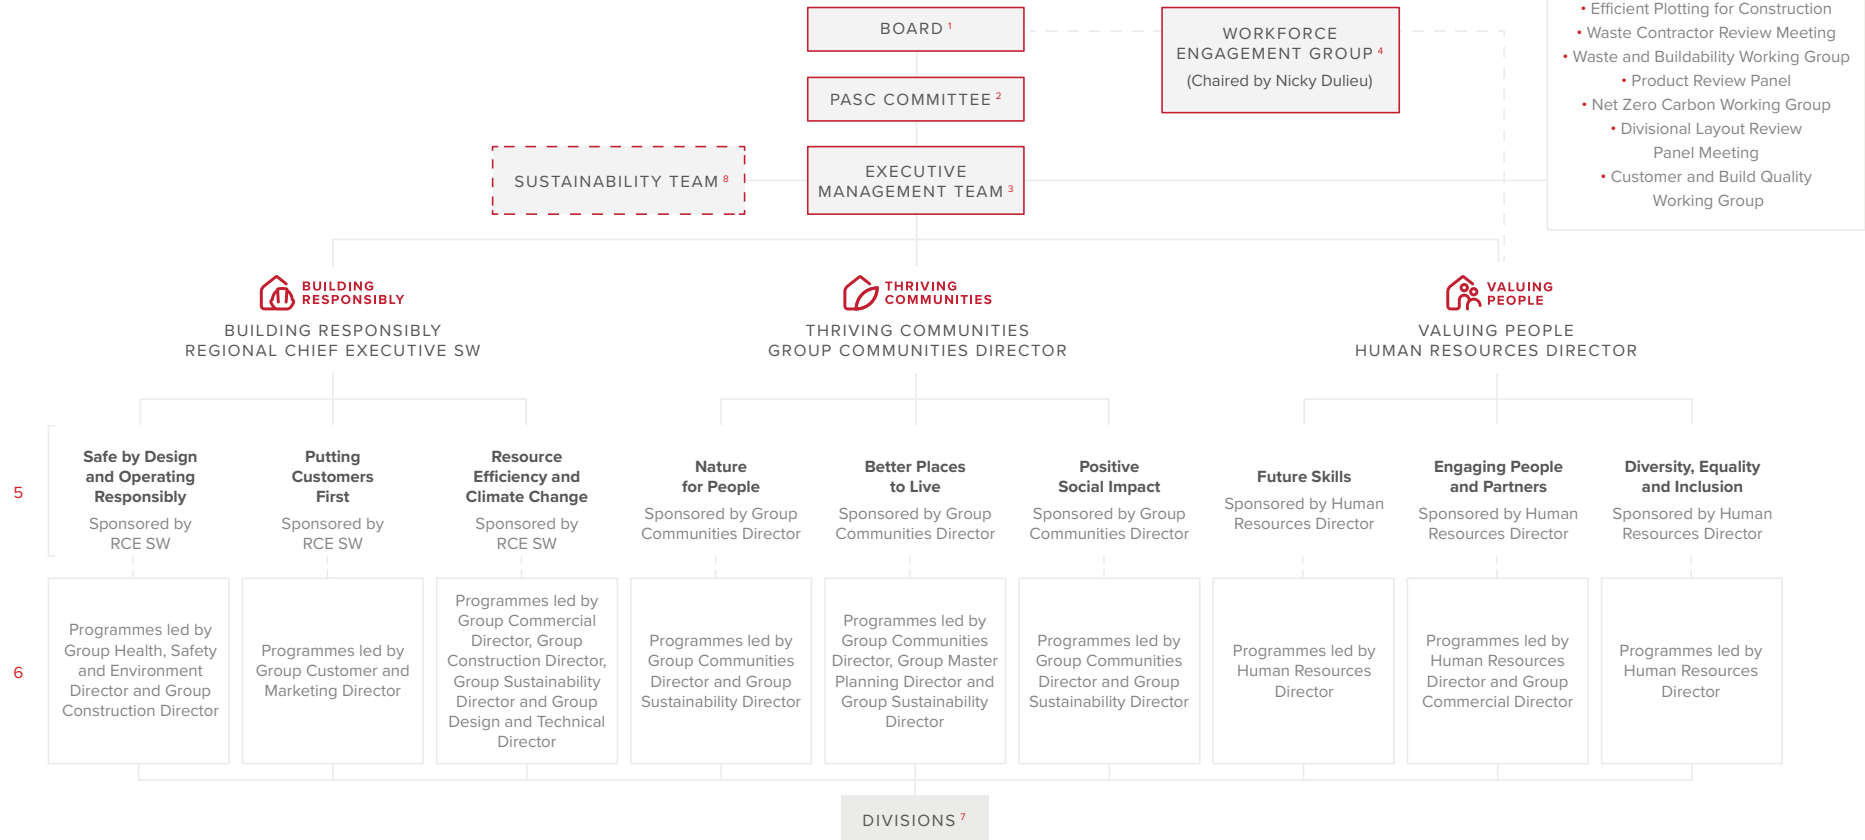 BOARD 1
WORKFORCE
ENGAGEMENT GROUP 4
(Chaired by Nicky Dulieu)
• Efficient Plotting for Construction
• Waste Contractor Review Meeting
• Waste and Buildability Working Group
• Product Review Panel
• Net Zero Carbon Working Group
• Divisional Layout Review
Panel Meeting
• Customer and Build Quality
Working Group
PASC COMMITTEE 2
SUSTAINABILITY TEAM 8
EXECUTIVE
MANAGEMENT TEAM 3
BUILDING
RESPONSIBLY
BUILDING RESPONSIBLY
REGIONAL CHIEF EXECUTIVE SW
THRIVING
COMMUNITIES
THRIVING COMMUNITIES
GROUP COMMUNITIES DIRECTOR
VALUING
PEOPLE
VALUING PEOPLE
HUMAN RESOURCES DIRECTOR
5
Safe by Design
and Operating
Responsibly
Sponsored by
RCE SW
Putting
Customers
First
Sponsored by
RCE SW
Resource
Efficiency and
Climate Change
Sponsored by
RCE SW
Nature
for People
Sponsored by Group
Communities Director
Better Places
to Live
Sponsored by Group
Communities Director
Positive
Social Impact
Sponsored by Group
Communities Director
Future Skills
Sponsored by Human
Resources Director
Engaging People
and Partners
Sponsored by Human
Resources Director
Diversity, Equality
and Inclusion
Sponsored by Human
Resources Director
6
Programmes led by
Group Health, Safety
and Environment
Director and Group
Construction Director
Programmes led by
Group Customer and
Marketing Director
Programmes led by
Group Commercial
Director, Group
Construction Director,
Group Sustainability
Director and Group
Design and Technical
Director
Programmes led by
Group Communities
Director and Group
Sustainability Director
Programmes led by
Group Communities
Director, Group Master
Planning Director and
Group Sustainability
Director
Programmes led by
Group Communities
Director and Group
Sustainability Director
Programmes led by
Human Resources
Director
Programmes led by
Human Resources
Director and Group
Commercial Director
Programmes led by
Human Resources
Director
DIVISIONS 7